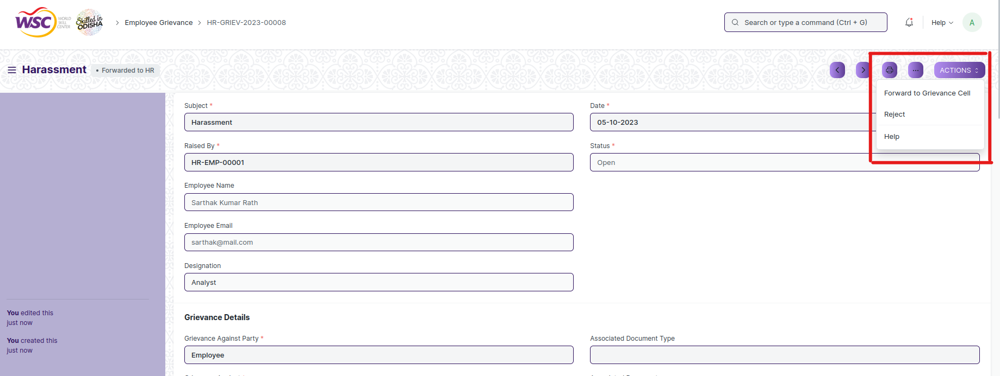 WSC WORLD SKILL CENTER
Skilled in ODISHA
Employee Grievance
HR-GRIEV-2023-00008
Search or type a command (Ctrl + G)
Help
A
Harassment
• Forwarded to HR
...
ACTIONS
Forward to Grievance Cell
Reject
Help
Subject *
Harassment
Date *
05-10-2023
Raised By *
HR-EMP-00001
Status *
Open
Employee Name
Sarthak Kumar Rath
Employee Email
sarthak@mail.com
Designation
Analyst
You edited this
just now
You created this
just now
Grievance Details
Grievance Against Party *
Employee
Associated Document Type